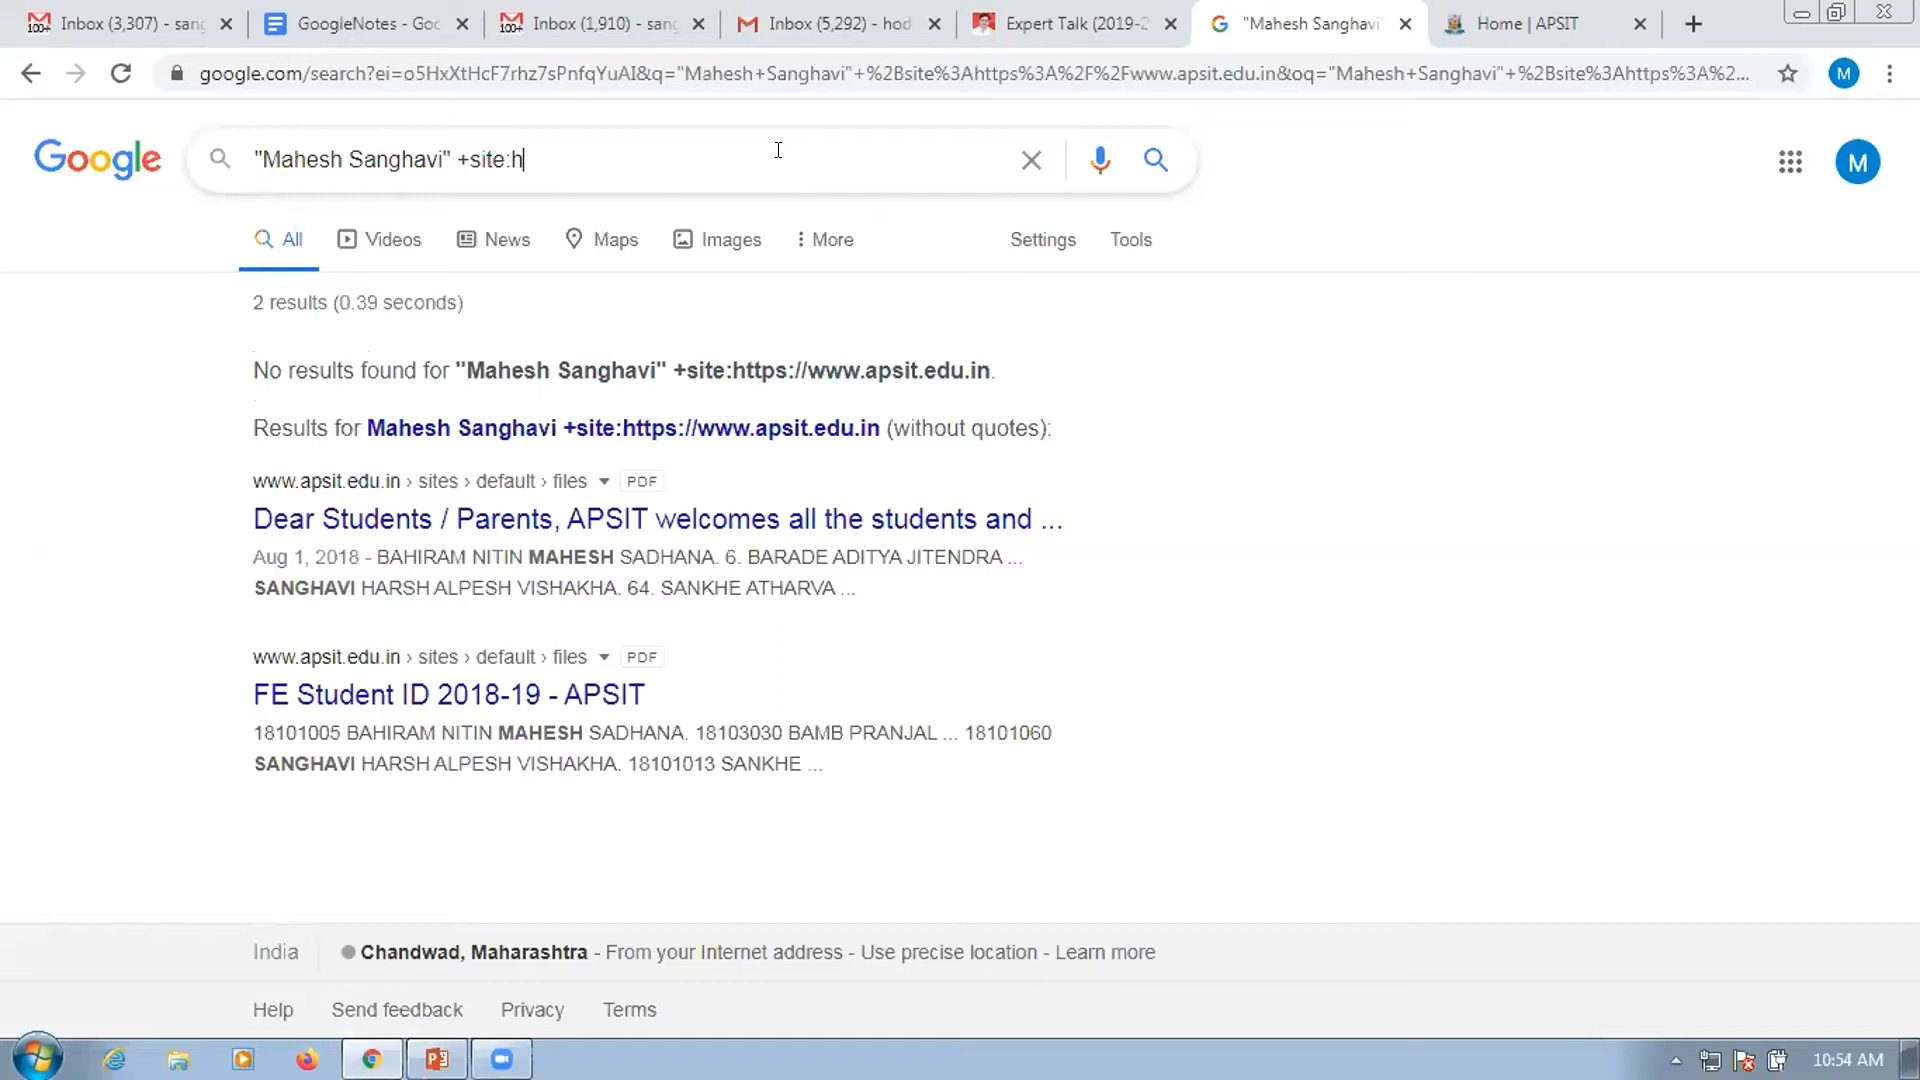 Inbox (3,307) - sang
GoogleNotes - Goo
Inbox (1,910) - sang
Inbox (5,292) - hod
Expert Talk (2019-2
"Mahesh Sanghavi"
Home | APSIT
google.com/search?ei=o5HxXtHcF7rhz7sPnfqYuAI&q="Mahesh+Sanghavi"+%2Bsite%3Ahttps%3A%2F%2Fwww.apsit.edu.in&oq="Mahesh+Sanghavi"+%2Bsite%3Ahttps%3A%2...
M
Google
"Mahesh Sanghavi" +site:h
M
All
Videos
News
Maps
Images
More
Settings
Tools
2 results (0.39 seconds)
No results found for "Mahesh Sanghavi" +site:https://www.apsit.edu.in.
Results for Mahesh Sanghavi +site:https://www.apsit.edu.in (without quotes):
www.apsit.edu.in › sites › default › files PDF
Dear Students / Parents, APSIT welcomes all the students and ...
Aug 1, 2018 - BAHIRAM NITIN MAHESH SADHANA. 6. BARADE ADITYA JITENDRA ...
SANGHAVI HARSH ALPESH VISHAKHA. 64. SANKHE ATHARVA ...
www.apsit.edu.in › sites › default › files PDF
FE Student ID 2018-19 - APSIT
18101005 BAHIRAM NITIN MAHESH SADHANA. 18103030 BAMB PRANJAL ... 18101060
SANGHAVI HARSH ALPESH VISHAKHA. 18101013 SANKHE ...
India
Chandwad, Maharashtra - From your Internet address - Use precise location - Learn more
Help
Send feedback
Privacy
Terms
10:54 AM